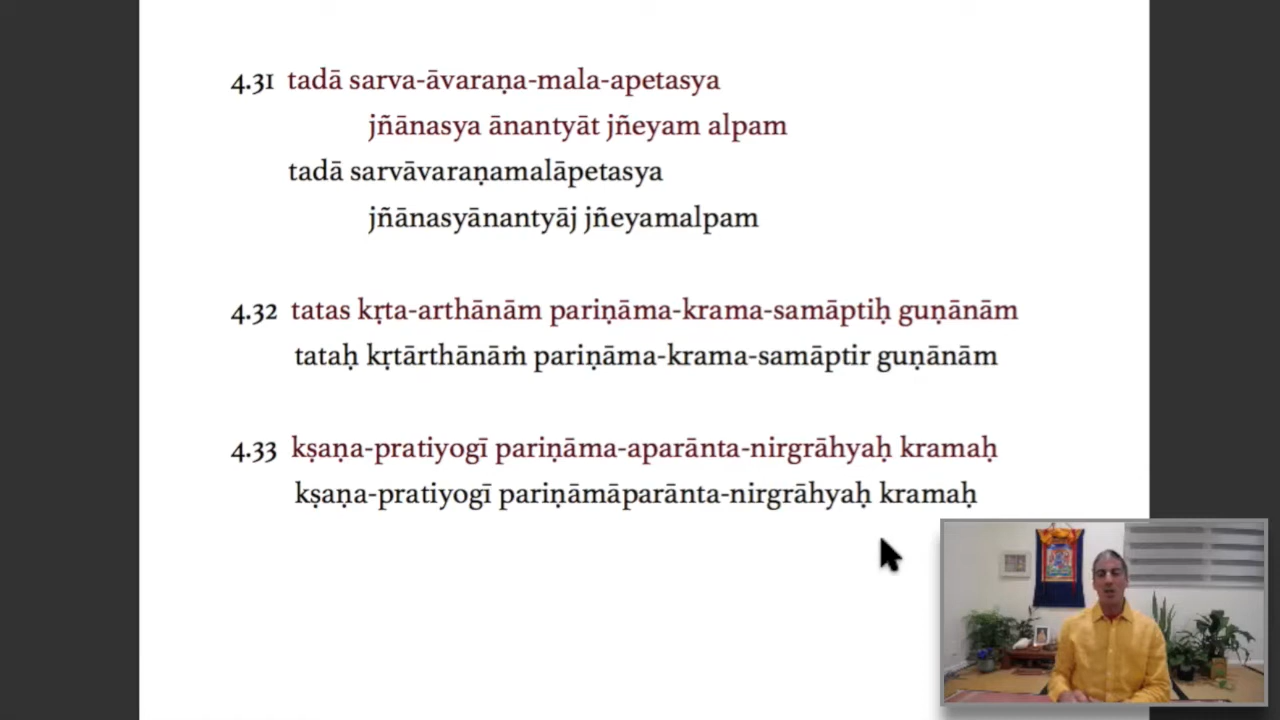 4.31 tadā sarva-āvaraṇa-mala-apetasya
jñānasya ānantyāt jñeyam alpam
tadā sarvāvaraṇamalāpetasya
jñānasyānantyāj jñeyamalpam
4.32 tatas kṛta-arthānām pariṇāma-krama-samāptiḥ guṇānām
tataḥ kṛtārthānāṁ pariṇāma-krama-samāptir guṇānām
4.33 kṣaṇa-pratiyogī pariṇāma-aparānta-nirgrāhyaḥ kramaḥ
kṣaṇa-pratiyogī pariṇāmāparānta-nirgrāhyaḥ kramaḥ